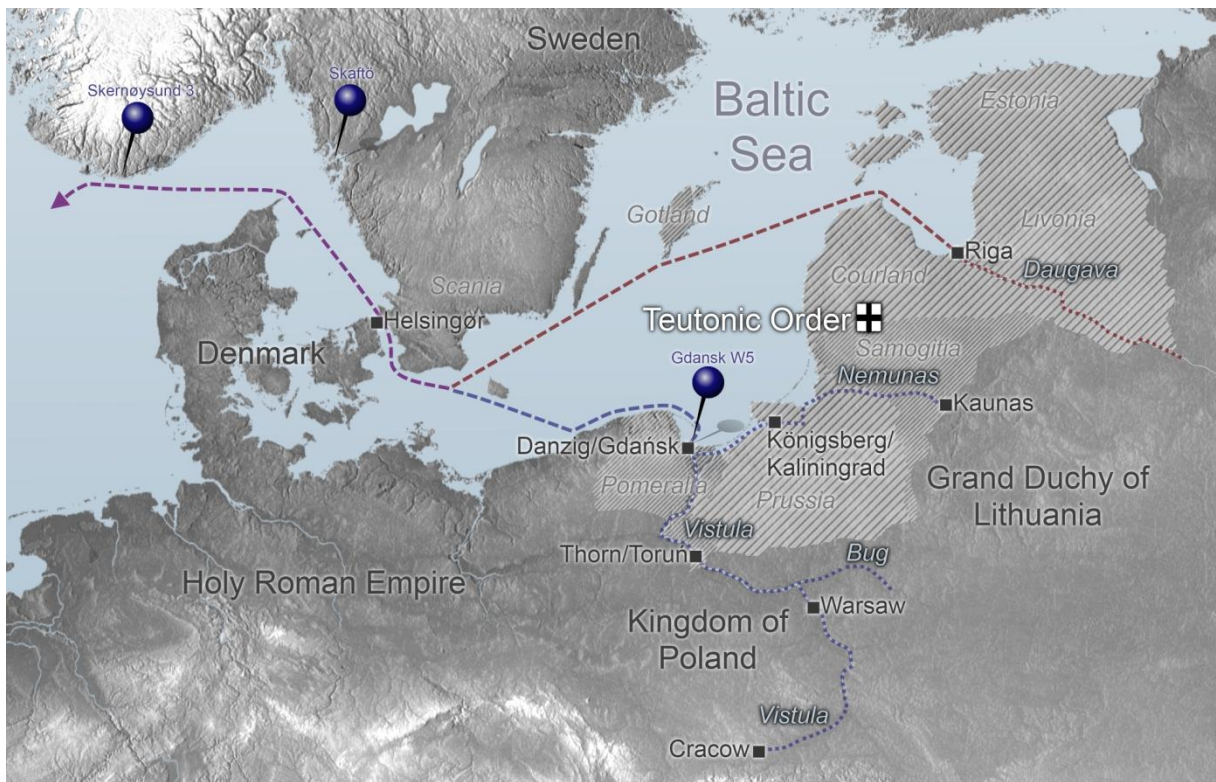 Sweden
Skernøysund 3
Skaftö
Baltic
Sea
Estonia
Gotland
Livonia
Riga
Courland
Daugava
Scania
Helsingør
Teutonic Order
Denmark
Samogitia
Gdansk W5
Nemunas
Kaunas
Danzig/Gdańsk
Königsberg/
Kaliningrad
Pomeralia
Prussia
Grand Duchy of
Lithuania
Vistula
Thorn/Toruń
Bug
Holy Roman Empire
Warsaw
Kingdom of
Poland
Vistula
Cracow